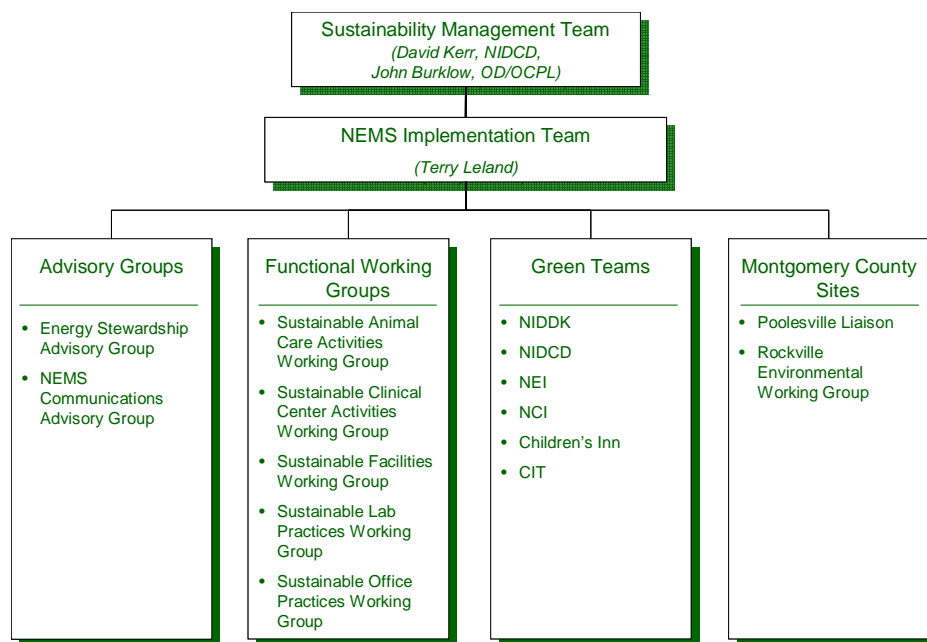 Sustainability Management Team
(David Kerr, NIDCD,
John Burklow, OD/OCPL)
NEMS Implementation Team
(Terry Leland)
Advisory Groups
• Energy Stewardship
Advisory Group
• NEMS
Communications
Advisory Group
Functional Working
Groups
• Sustainable Animal
Care Activities
Working Group
• Sustainable Clinical
Center Activities
Working Group
• Sustainable Facilities
Working Group
• Sustainable Lab
Practices Working
Group
• Sustainable Office
Practices Working
Group
Green Teams
• NIDDK
• NIDCD
• NEI
• NCI
• Children's Inn
• CIT
Montgomery County
Sites
• Poolesville Liaison
• Rockville
Environmental
Working Group